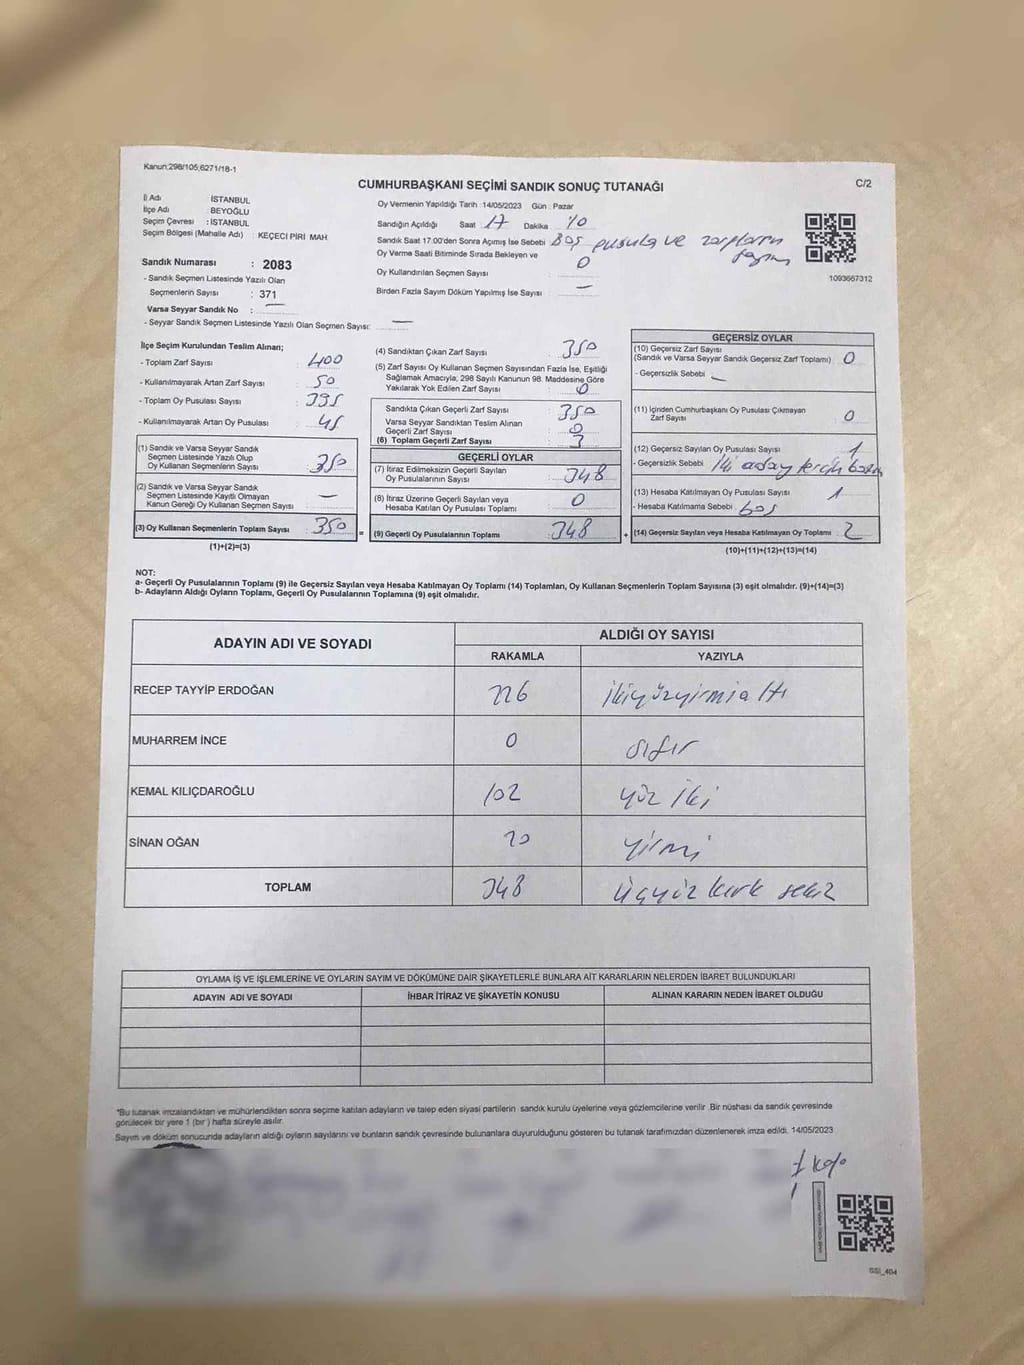 Kanun;298/105;6271/18-1
CUMHURBAŞKANI SEÇİMİ SANDIK SONUÇ TUTANAĞI
C/2
İl Adı İSTANBUL
İlçe Adı : BEYOĞLU
Seçim Çevresi : İSTANBUL
Seçim Bölgesi (Mahalle Adı) : KEÇECİ PİRİ MAH.
Sandık Numarası : 2083
- Sandık Seçmen Listesinde Yazılı Olan
Seçmenlerin Sayısı : 371
Varsa Seyyar Sandık No : —
- Seyyar Sandık Seçmen Listesinde Yazılı Olan Seçmen Sayısı: —
Oy Vermenin Yapıldığı Tarih :14/05/2023 Gün : Pazar
Sandığın Açıldığı Saat 17 Dakika 10
Sandık Saat 17:00'den Sonra Açımış İse Sebebi Boş pusula ve zarfların
sayımı
Oy Verme Saati Bitiminde Sırada Bekleyen ve
Oy Kullandırılan Seçmen Sayısı : 0
Birden Fazla Sayım Döküm Yapılmış İse Sayısı : —
1093667312
İlçe Seçim Kurulundan Teslim Alınan;
- Toplam Zarf Sayısı : 400
- Kullanılmayarak Artan Zarf Sayısı : 50
- Toplam Oy Pusulası Sayısı : 395
- Kullanılmayarak Artan Oy Pusulası : 45
(1) Sandık ve Varsa Seyyar Sandık
Seçmen Listesinde Yazılı Olup
Oy Kullanan Seçmenlerin Sayısı : 350
(2) Sandık ve Varsa Seyyar Sandık
Seçmen Listesinde Kayıtlı Olmayan
Kanun Gereği Oy Kullanan Seçmen Sayısı : —
(3) Oy Kullanan Seçmenlerin Toplam Sayısı : 350
(1)+(2)=(3)
=
(4) Sandıktan Çıkan Zarf Sayısı : 350
(5) Zarf Sayısı Oy Kullanan Seçmen Sayısından Fazla İse, Eşitliği
Sağlamak Amacıyla; 298 Sayılı Kanunun 98. Maddesine Göre
Yakılarak Yok Edilen Zarf Sayısı : 0
Sandıkta Çıkan Geçerli Zarf Sayısı : 350
Varsa Seyyar Sandıktan Teslim Alınan
Geçerli Zarf Sayısı : 0
(6) Toplam Geçerli Zarf Sayısı :
GEÇERLİ OYLAR
(7) İtiraz Edilmeksizin Geçerli Sayılan
Oy Pusulasının Sayısı : 348
(8) İtiraz Üzerine Geçerli Sayılan veya
Hesaba Katılan Oy Pusulası Toplamı : 0
(9) Geçerli Oy Pusulalarının Toplamı : 348
+
GEÇERSİZ OYLAR
(10) Geçersiz Zarf Sayısı
(Sandık ve Varsa Seyyar Sandık Geçersiz Zarf Toplamı) : 0
- Geçersizlik Sebebi : —
(11) İçinden Cumhurbaşkanı Oy Pusulası Çıkmayan
Zarf Sayısı : 0
(12) Geçersiz Sayılan Oy Pusulası Sayısı : 1
- Geçersizlik Sebebi : İki aday tercih
(13) Hesaba Katılmayan Oy Pusulası Sayısı : 1
- Hesaba Katılmama Sebebi : boş
(14) Geçersiz Sayılan veya Hesaba Katılmayan Oy Toplamı : 2
(10)+(11)+(12)+(13)=(14)
NOT:
a- Geçerli Oy Pusulalarının Toplamı (9) ile Geçersiz Sayılan veya Hesaba Katılmayan Oy Toplamı (14) Toplamları, Oy Kullanan Seçmenlerin Toplam Sayısına (3) eşit olmalıdır. (9)+(14)=(3)
b- Adayların Aldığı Oyların Toplamı, Geçerli Oy Pusulalarının Toplamına (9) eşit olmalıdır.
ADAYIN ADI VE SOYADI
ALDIĞI OY SAYISI
RAKAMLA YAZIYLA
RECEP TAYYİP ERDOĞAN 226 ikiyüzyirmialtı
MUHARREM İNCE 0 sıfır
KEMAL KILIÇDAROĞLU 102 yüz iki
SİNAN OĞAN 20 yirmi
TOPLAM 348 üçyüz kırk sekiz
OYLAMA İŞ VE İŞLEMLERİNE VE OYLARIN SAYIM VE DÖKÜMÜNE DAİR ŞİKAYETLERLE BUNLARA AİT KARARLARIN NELERDEN İBARET BULUNDUKLARI
ADAYIN ADI VE SOYADI İHBAR İTİRAZ VE ŞİKAYETİN KONUSU ALINAN KARARIN NEDEN İBARET OLDUĞU
*Bu tutanak imzalandıktan ve mühürlendikten sonra seçime katılan adayların ve talep eden siyasi partilerin sandık kurulu üyelerine veya gözlemcilerine verilir .Bir nüshası da sandık çevresinde
görülecek bir yere 1 (bir ) hafta süreyle asılır.
Sayım ve döküm sonucunda adayların aldığı oyların sayılarını ve bunların sandık çevresinde bulunanlara duyurulduğunu gösteren bu tutanak tarafımızdan düzenlenerek imza edildi. 14/05/2023
SSİ_404